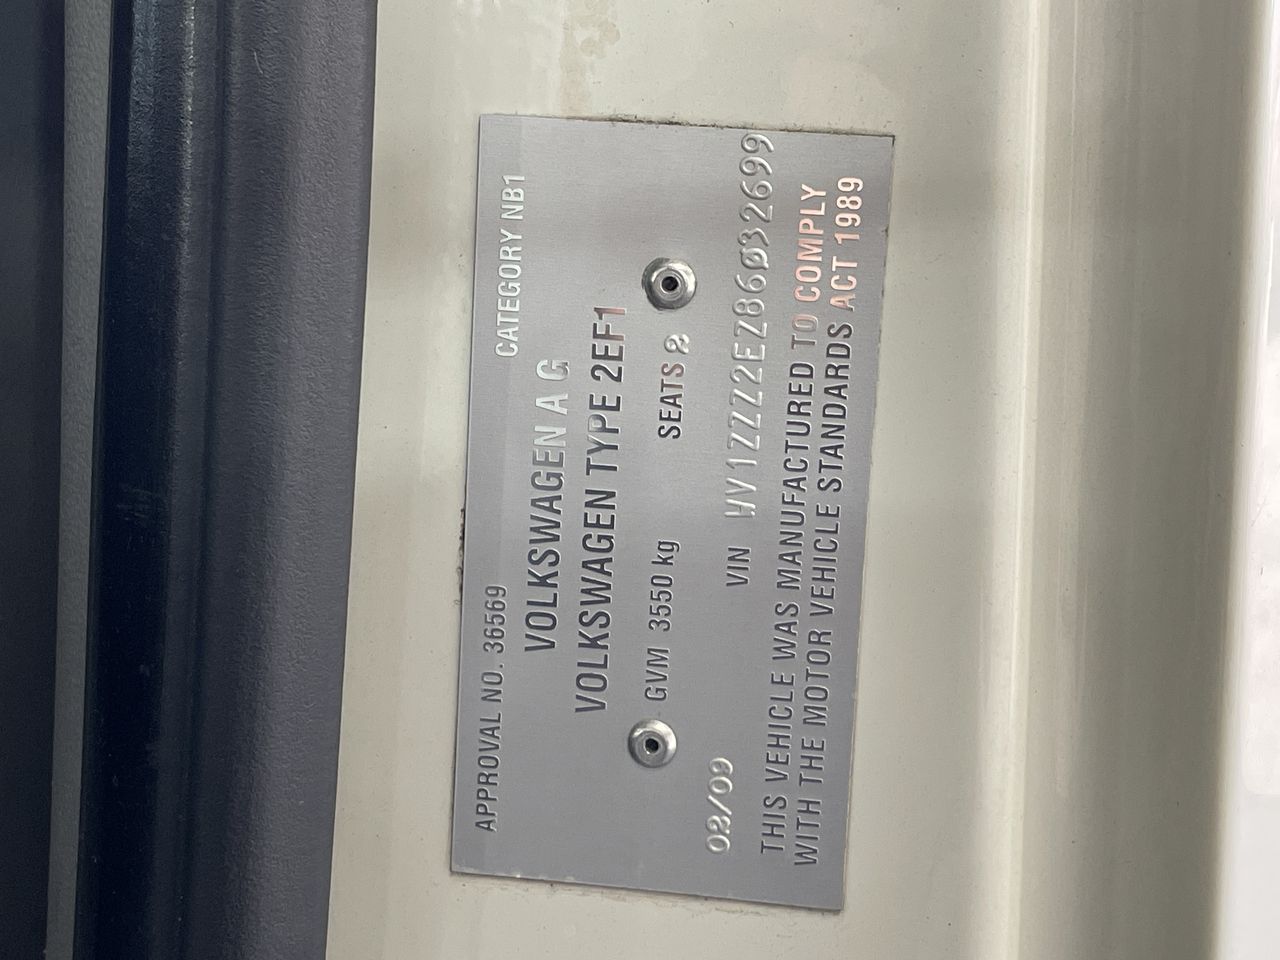 APPROVAL NO. 36569 CATEGORY NB1
VOLKSWAGEN A G
VOLKSWAGEN TYPE 2EF1
GVM 3550 kg SEATS 2
02/09 VIN WV1ZZZ2EZ86032699
THIS VEHICLE WAS MANUFACTURED TO COMPLY
WITH THE MOTOR VEHICLE STANDARDS ACT 1989